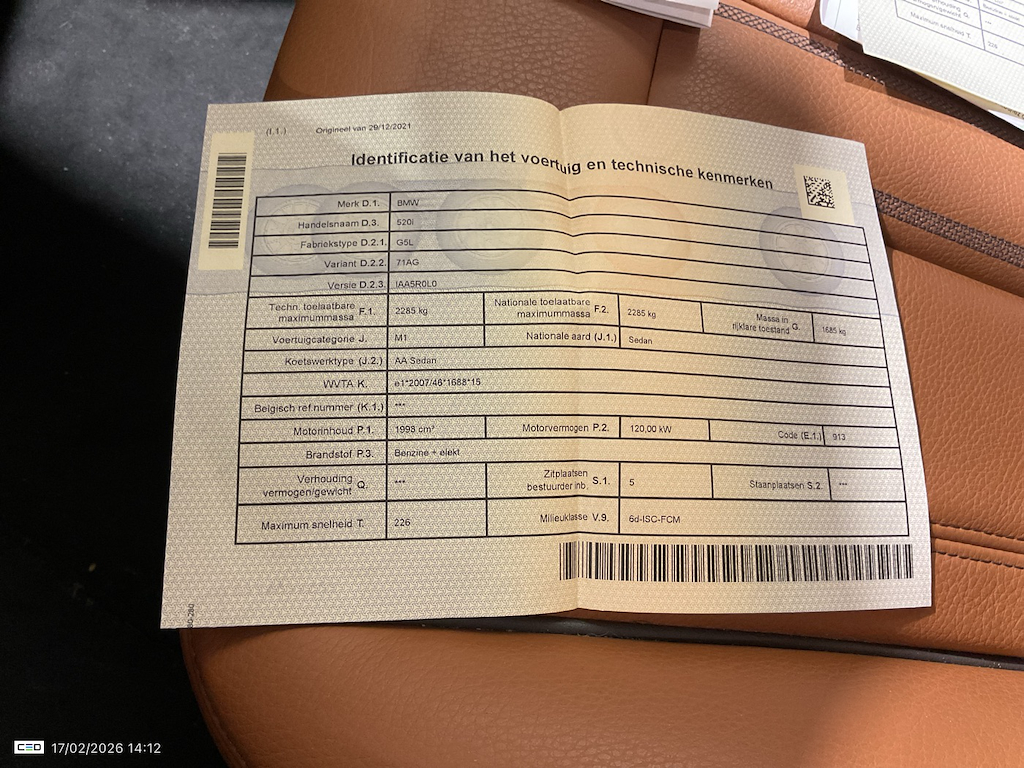 (I.1.) Origineel van 29/12/2021
Identificatie van het voertuig en technische kenmerken
Merk D.1. BMW
Handelsnaam D.3. 520i
Fabriekstype D.2.1. G5L
Variant D.2.2. 71AG
Versie D.2.3. IAA5R0L0
Techn. toelaatbare maximummassa F.1. 2285 kg Nationale toelaatbare maximummassa F.2. 2285 kg Massa in rijklare toestand G. 1685 kg
Voertuigcategorie J. M1 Nationale aard (J.1.) Sedan
Koetswerktype (J.2.) AA Sedan
WVTA K. e1*2007/46*1688*15
Belgisch ref.nummer (K.1.) ***
Motorinhoud P.1. 1998 cm³ Motorvermogen P.2. 120,00 kW Code (E.1.) 913
Brandstof P.3. Benzine + elekt
Verhouding vermogen/gewicht Q. *** Zitplaatsen bestuurder inb. S.1. 5 Staanplaatsen S.2. ***
Maximum snelheid T. 226 Milieuklasse V.9. 6d-ISC-FCM
G.
Maximum snelheid T.
CEO 17/02/2026 14:12